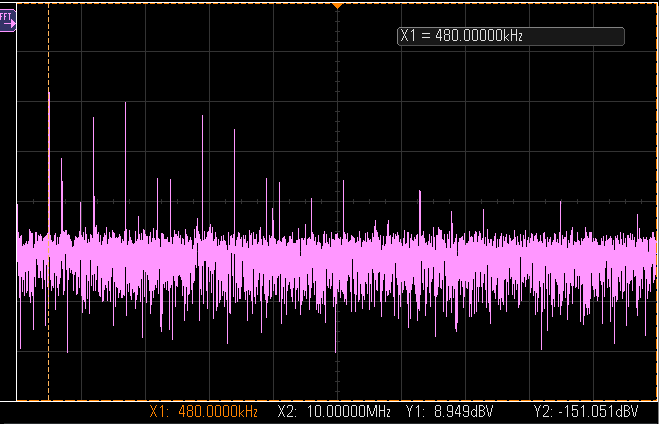 FFT
X1 = 480.00000kHz
X1: 480.0000kHz X2: 10.00000MHz Y1: 8.949dBV Y2: -151.051dBV